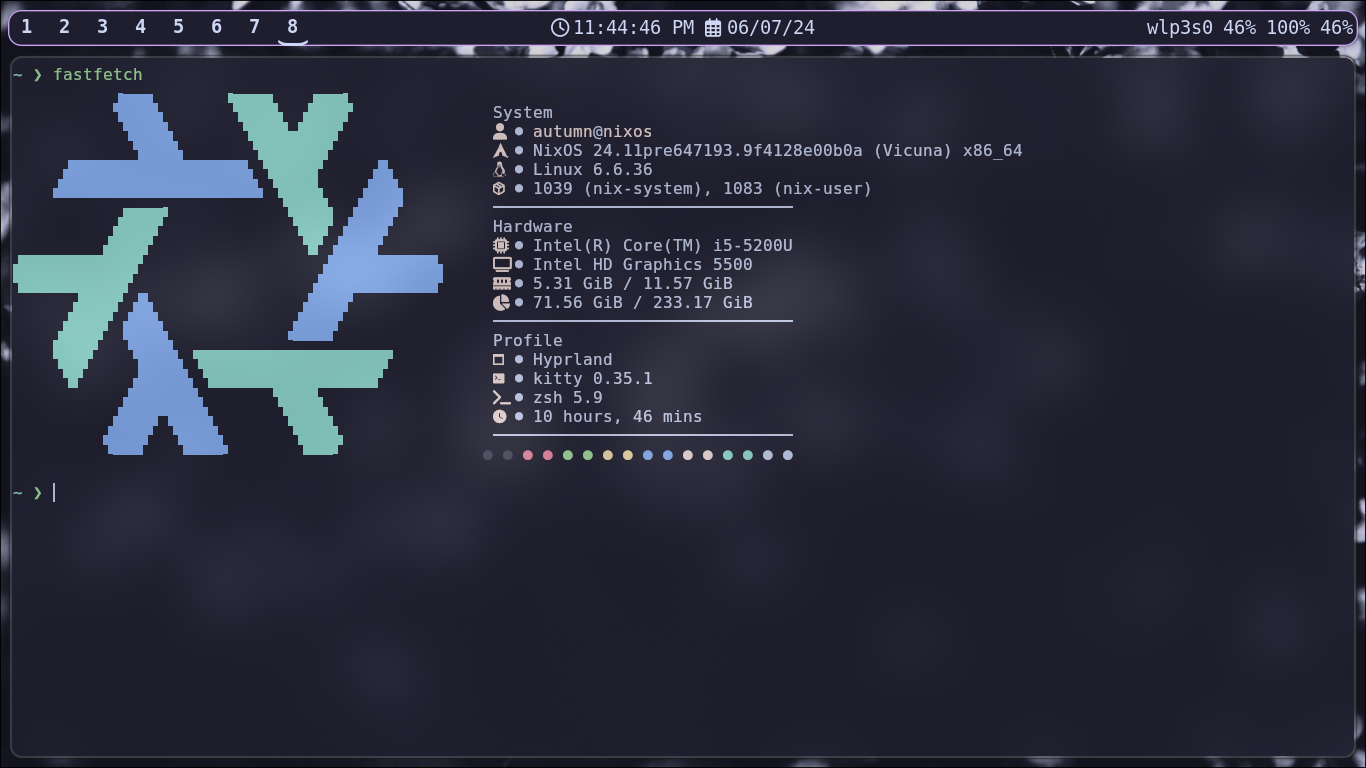 1 2 3 4 5 6 7 8 11:44:46 PM 06/07/24 wlp3s0 46% 100% 46%
~ ❯ fastfetch
System
autumn@nixos
NixOS 24.11pre647193.9f4128e00b0a (Vicuna) x86_64
Linux 6.6.36
1039 (nix-system), 1083 (nix-user)
Hardware
Intel(R) Core(TM) i5-5200U
Intel HD Graphics 5500
5.31 GiB / 11.57 GiB
71.56 GiB / 233.17 GiB
Profile
Hyprland
kitty 0.35.1
zsh 5.9
10 hours, 46 mins
~ ❯